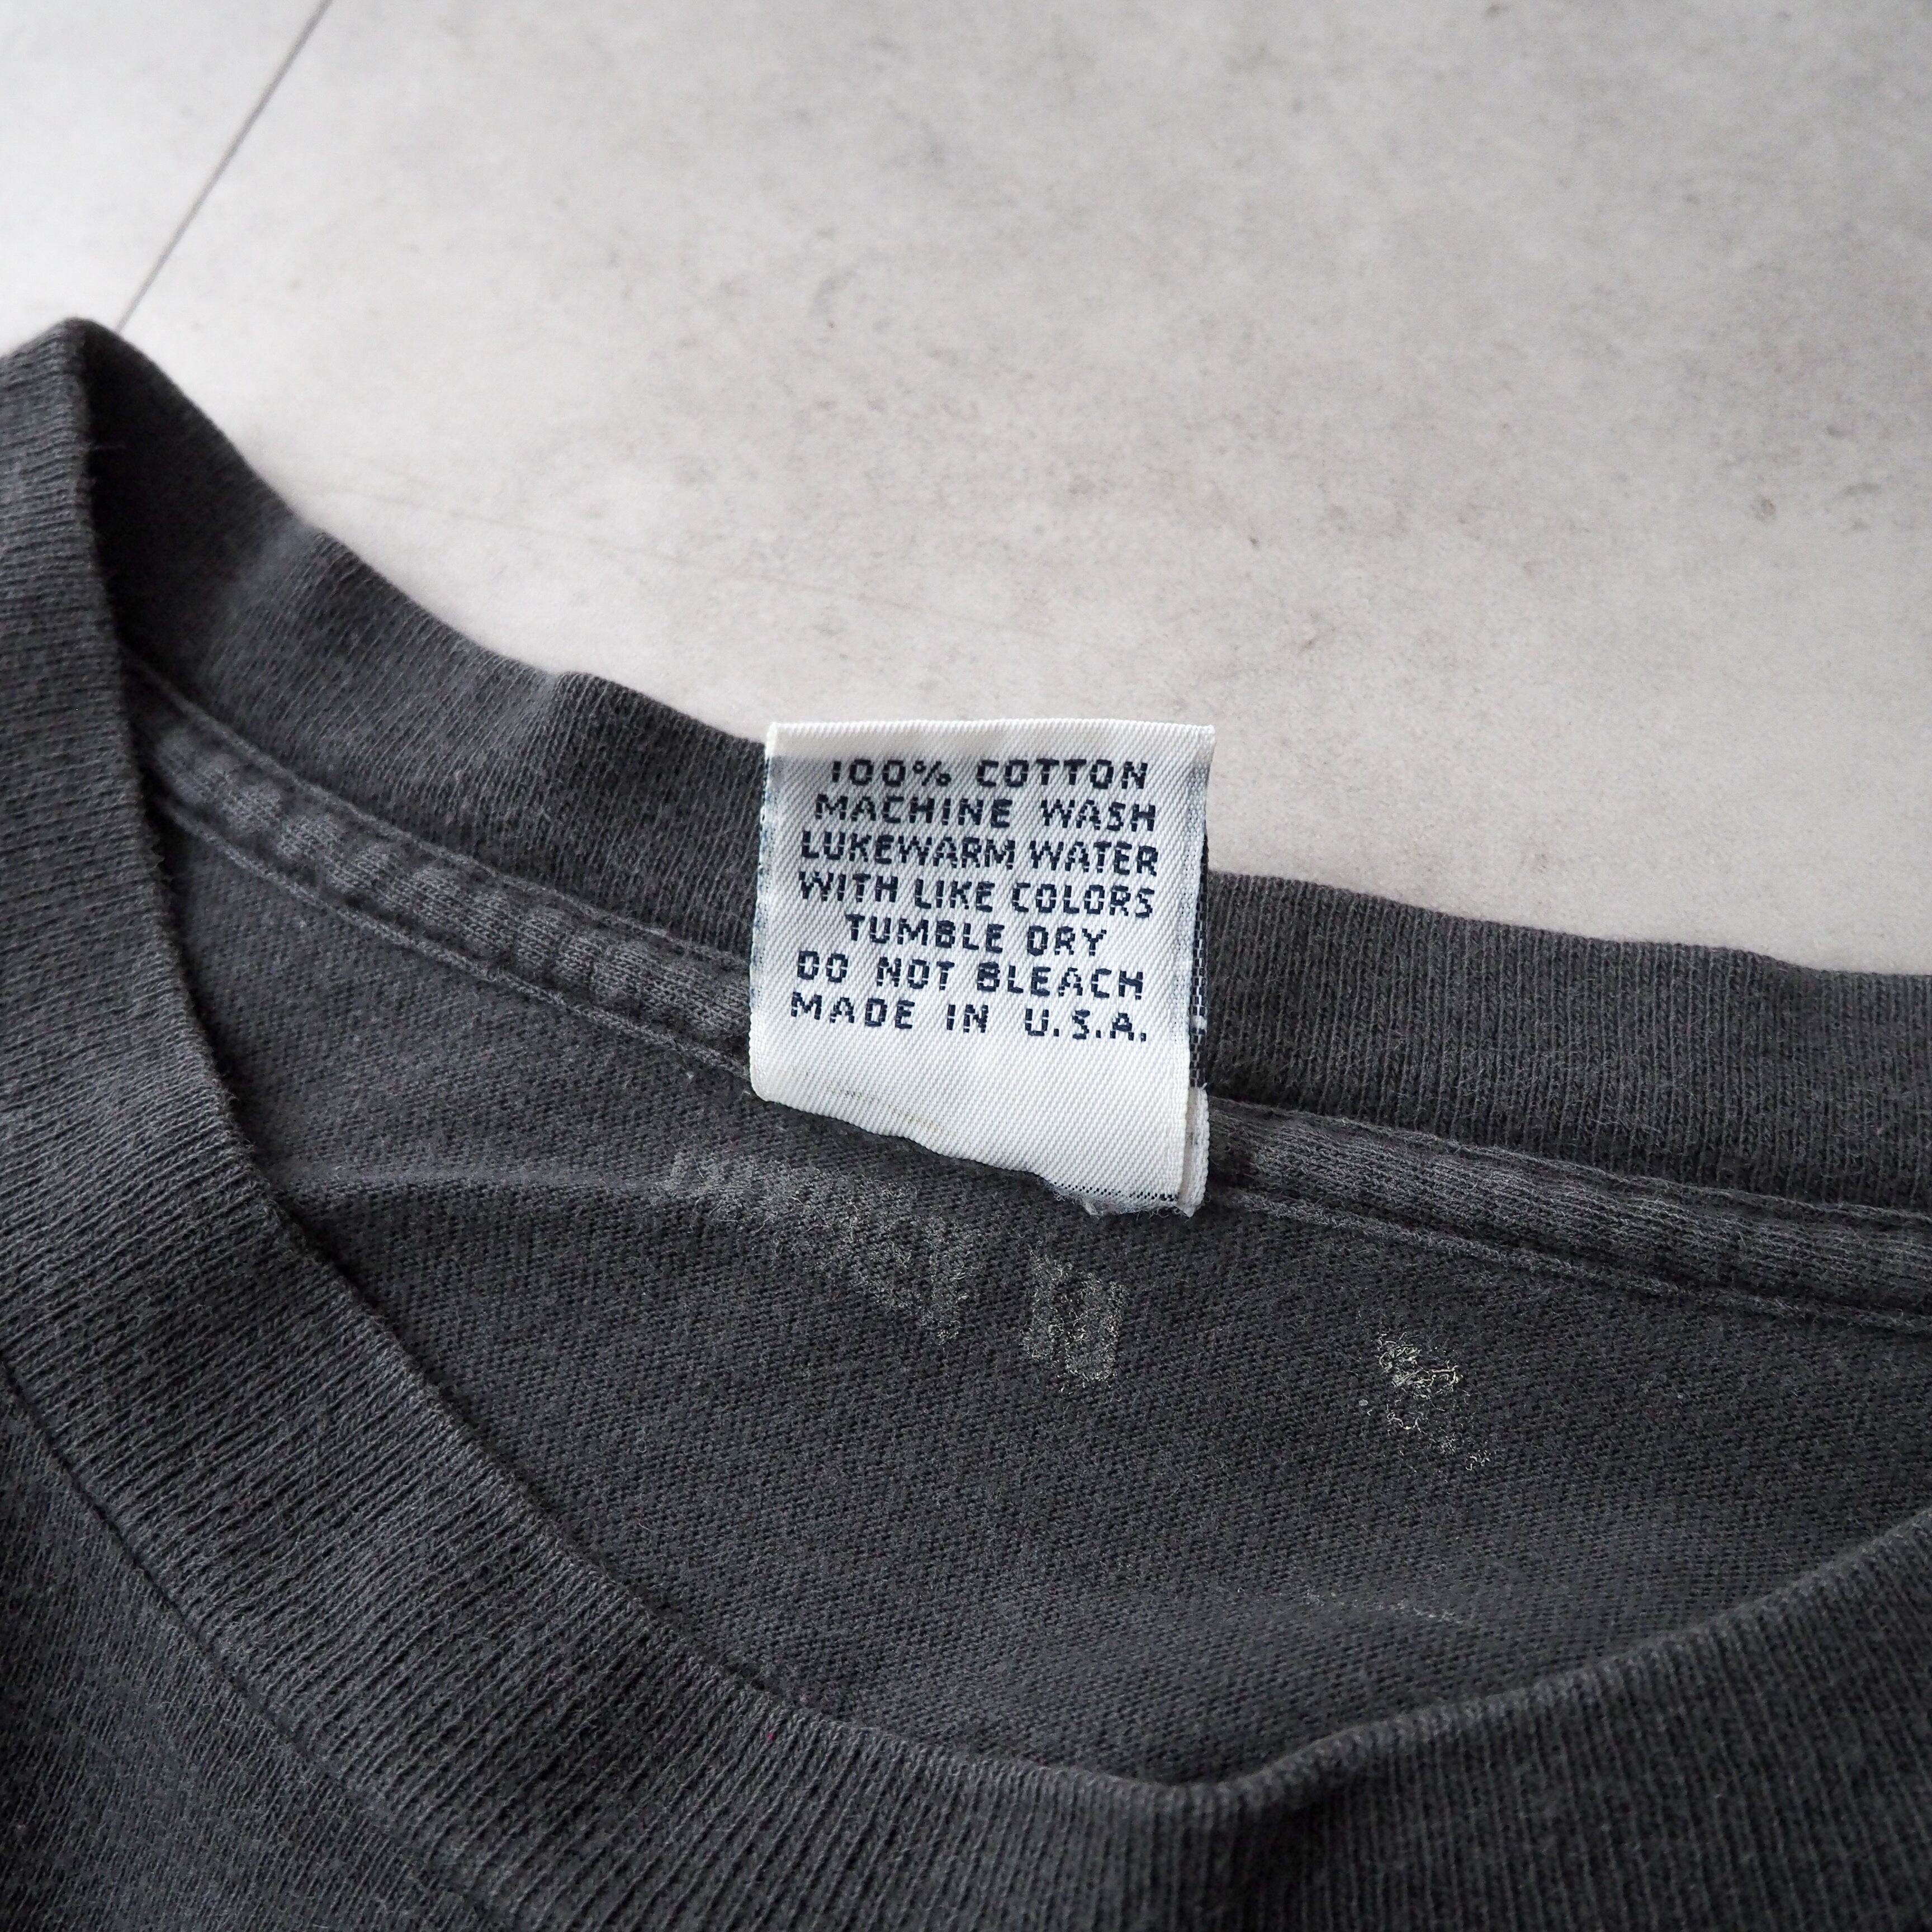 100% COTTON
MACHINE WASH
LUKEWARM WATER
WITH LIKE COLORS
TUMBLE DRY
DO NOT BLEACH
MADE IN U.S.A.